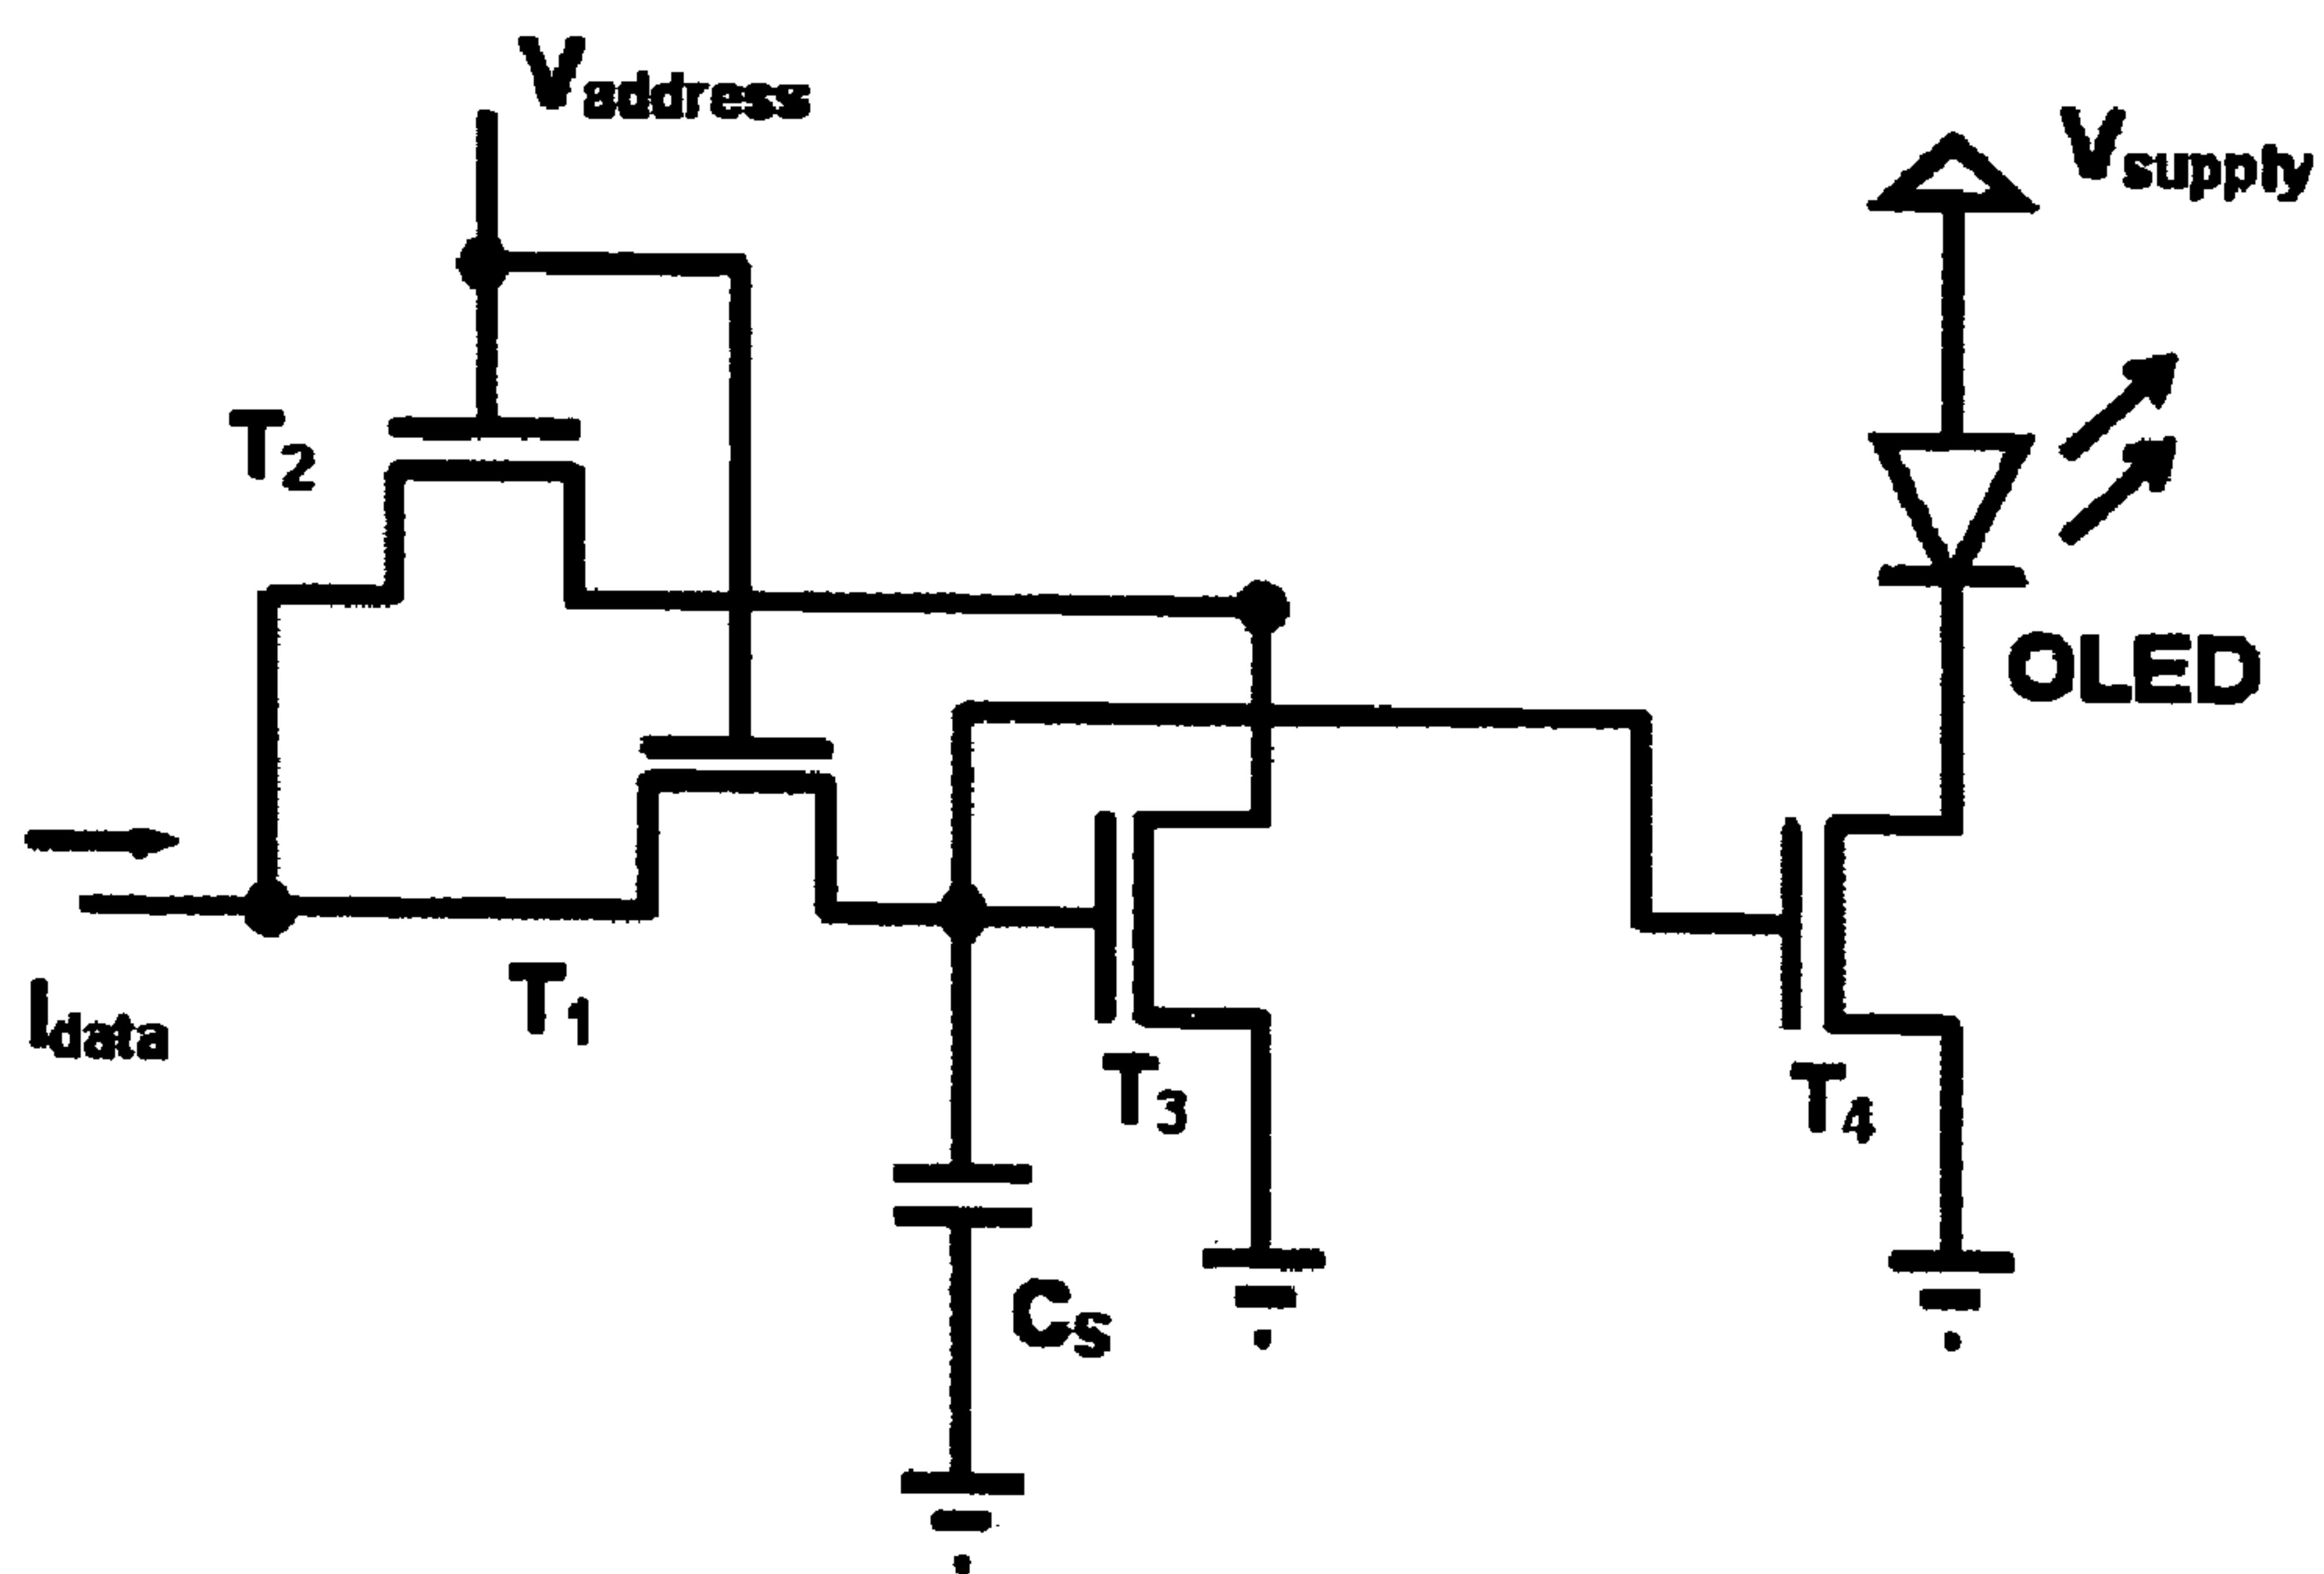 Vaddress
Vsupply
T2
OLED
Idata
T1
T3
T4
CS